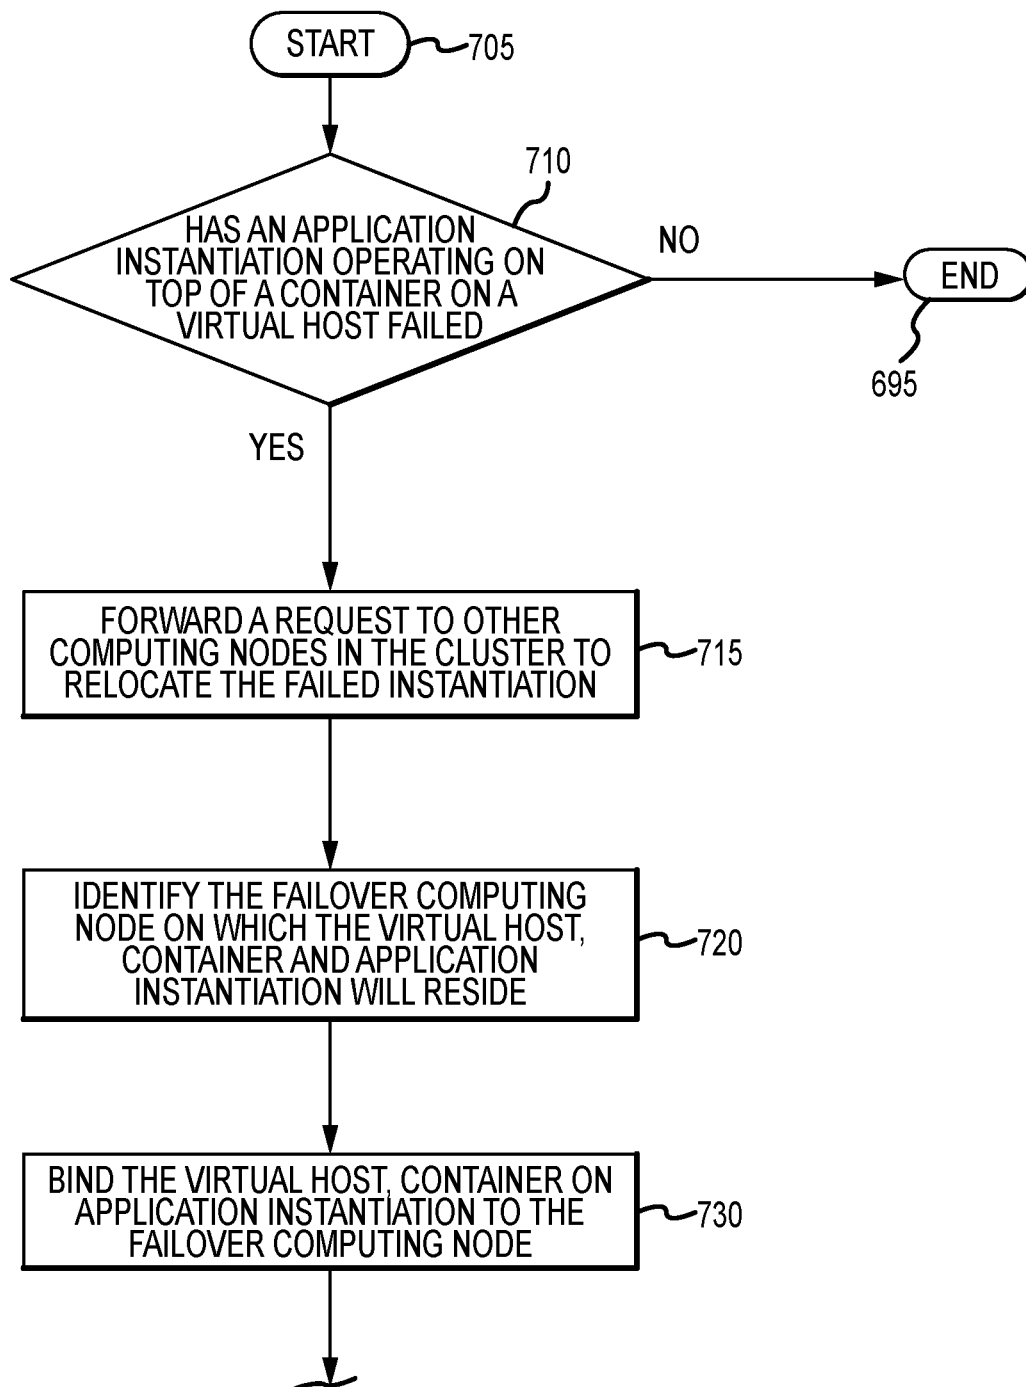 START
705
710
HAS AN APPLICATION
INSTANTIATION OPERATING ON
TOP OF A CONTAINER ON A
VIRTUAL HOST FAILED
NO
END
695
YES
FORWARD A REQUEST TO OTHER
COMPUTING NODES IN THE CLUSTER TO
RELOCATE THE FAILED INSTANTIATION
715
IDENTIFY THE FAILOVER COMPUTING
NODE ON WHICH THE VIRTUAL HOST,
CONTAINER AND APPLICATION
INSTANTIATION WILL RESIDE
720
BIND THE VIRTUAL HOST, CONTAINER ON
APPLICATION INSTANTIATION TO THE
FAILOVER COMPUTING NODE
730